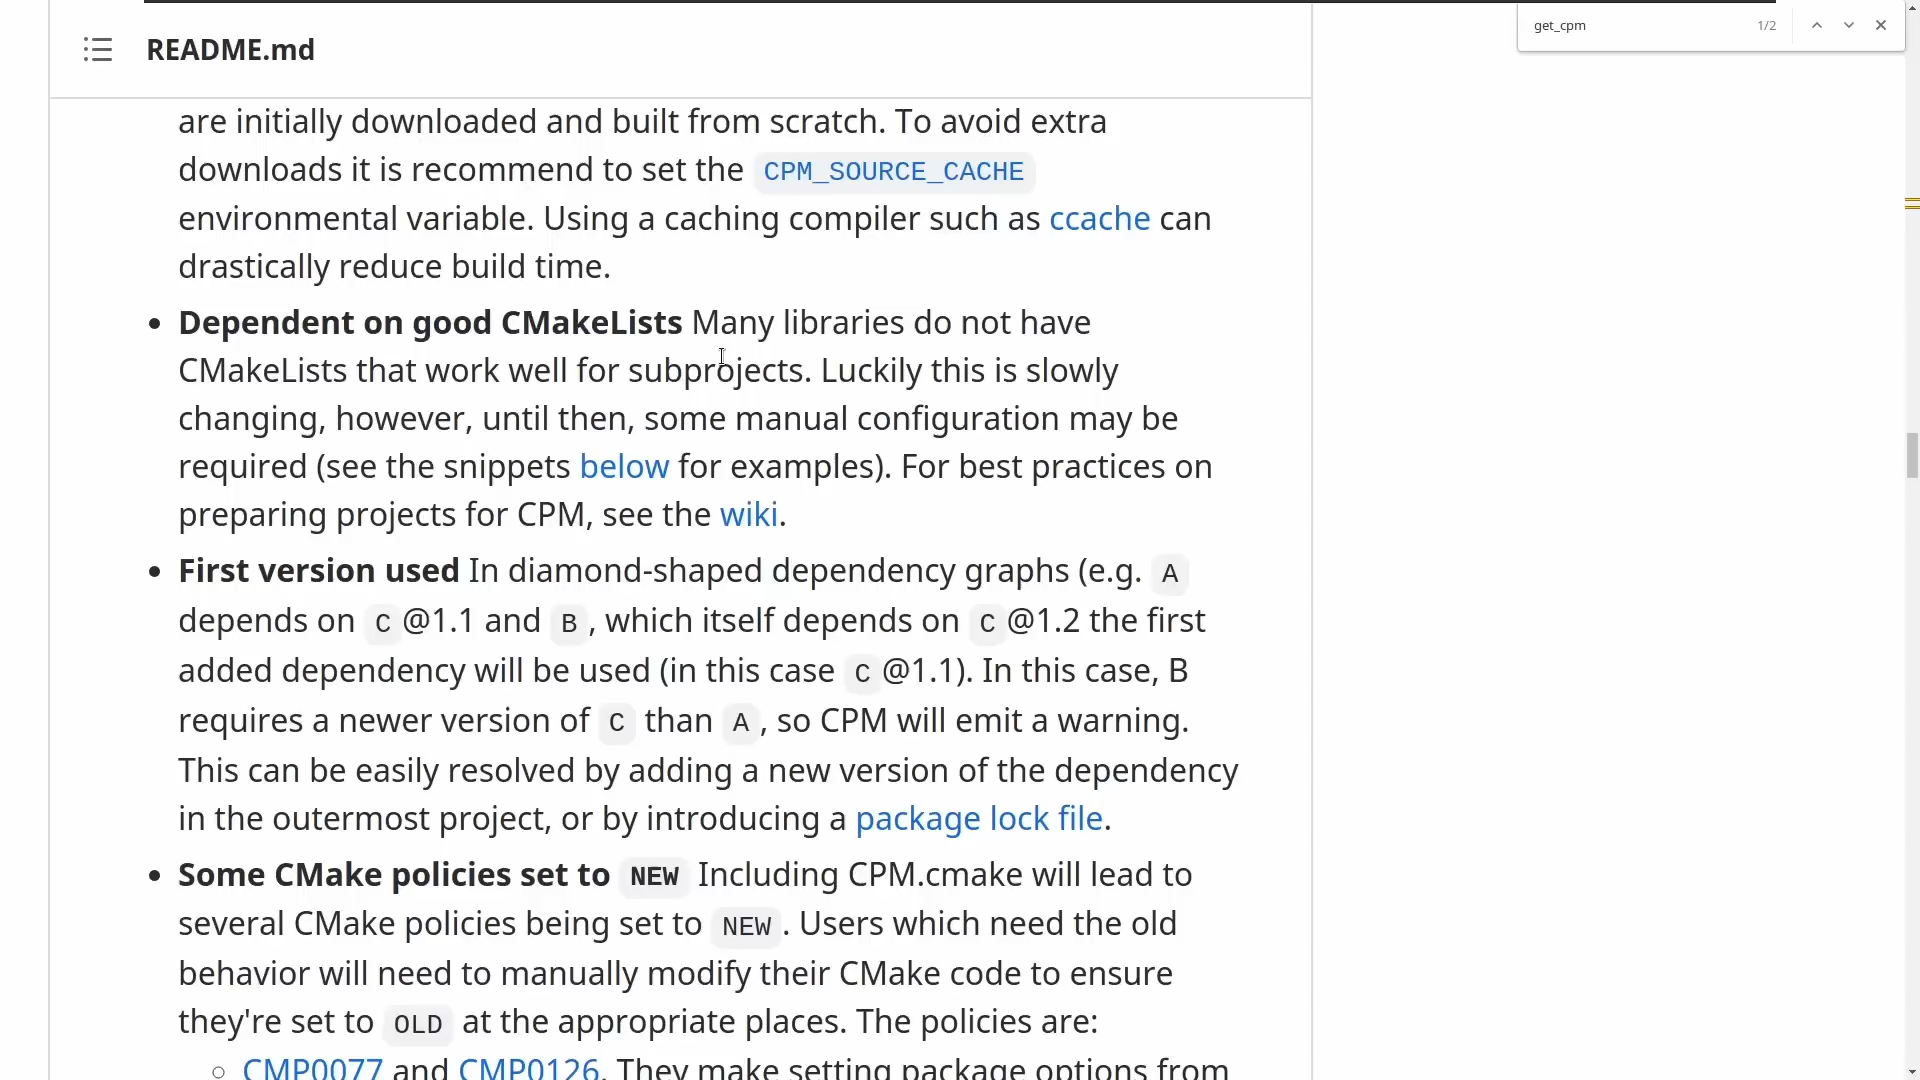 get_cpm 1/2
README.md
are initially downloaded and built from scratch. To avoid extra
downloads it is recommend to set the CPM_SOURCE_CACHE
environmental variable. Using a caching compiler such as ccache can
drastically reduce build time.
• Dependent on good CMakeLists Many libraries do not have
CMakeLists that work well for subprojects. Luckily this is slowly
changing, however, until then, some manual configuration may be
required (see the snippets below for examples). For best practices on
preparing projects for CPM, see the wiki.
• First version used In diamond-shaped dependency graphs (e.g. A
depends on C@1.1 and B, which itself depends on C@1.2 the first
added dependency will be used (in this case C@1.1). In this case, B
requires a newer version of C than A, so CPM will emit a warning.
This can be easily resolved by adding a new version of the dependency
in the outermost project, or by introducing a package lock file.
• Some CMake policies set to NEW Including CPM.cmake will lead to
several CMake policies being set to NEW. Users which need the old
behavior will need to manually modify their CMake code to ensure
they're set to OLD at the appropriate places. The policies are:
◦ CMP0077 and CMP0126. They make setting package options from